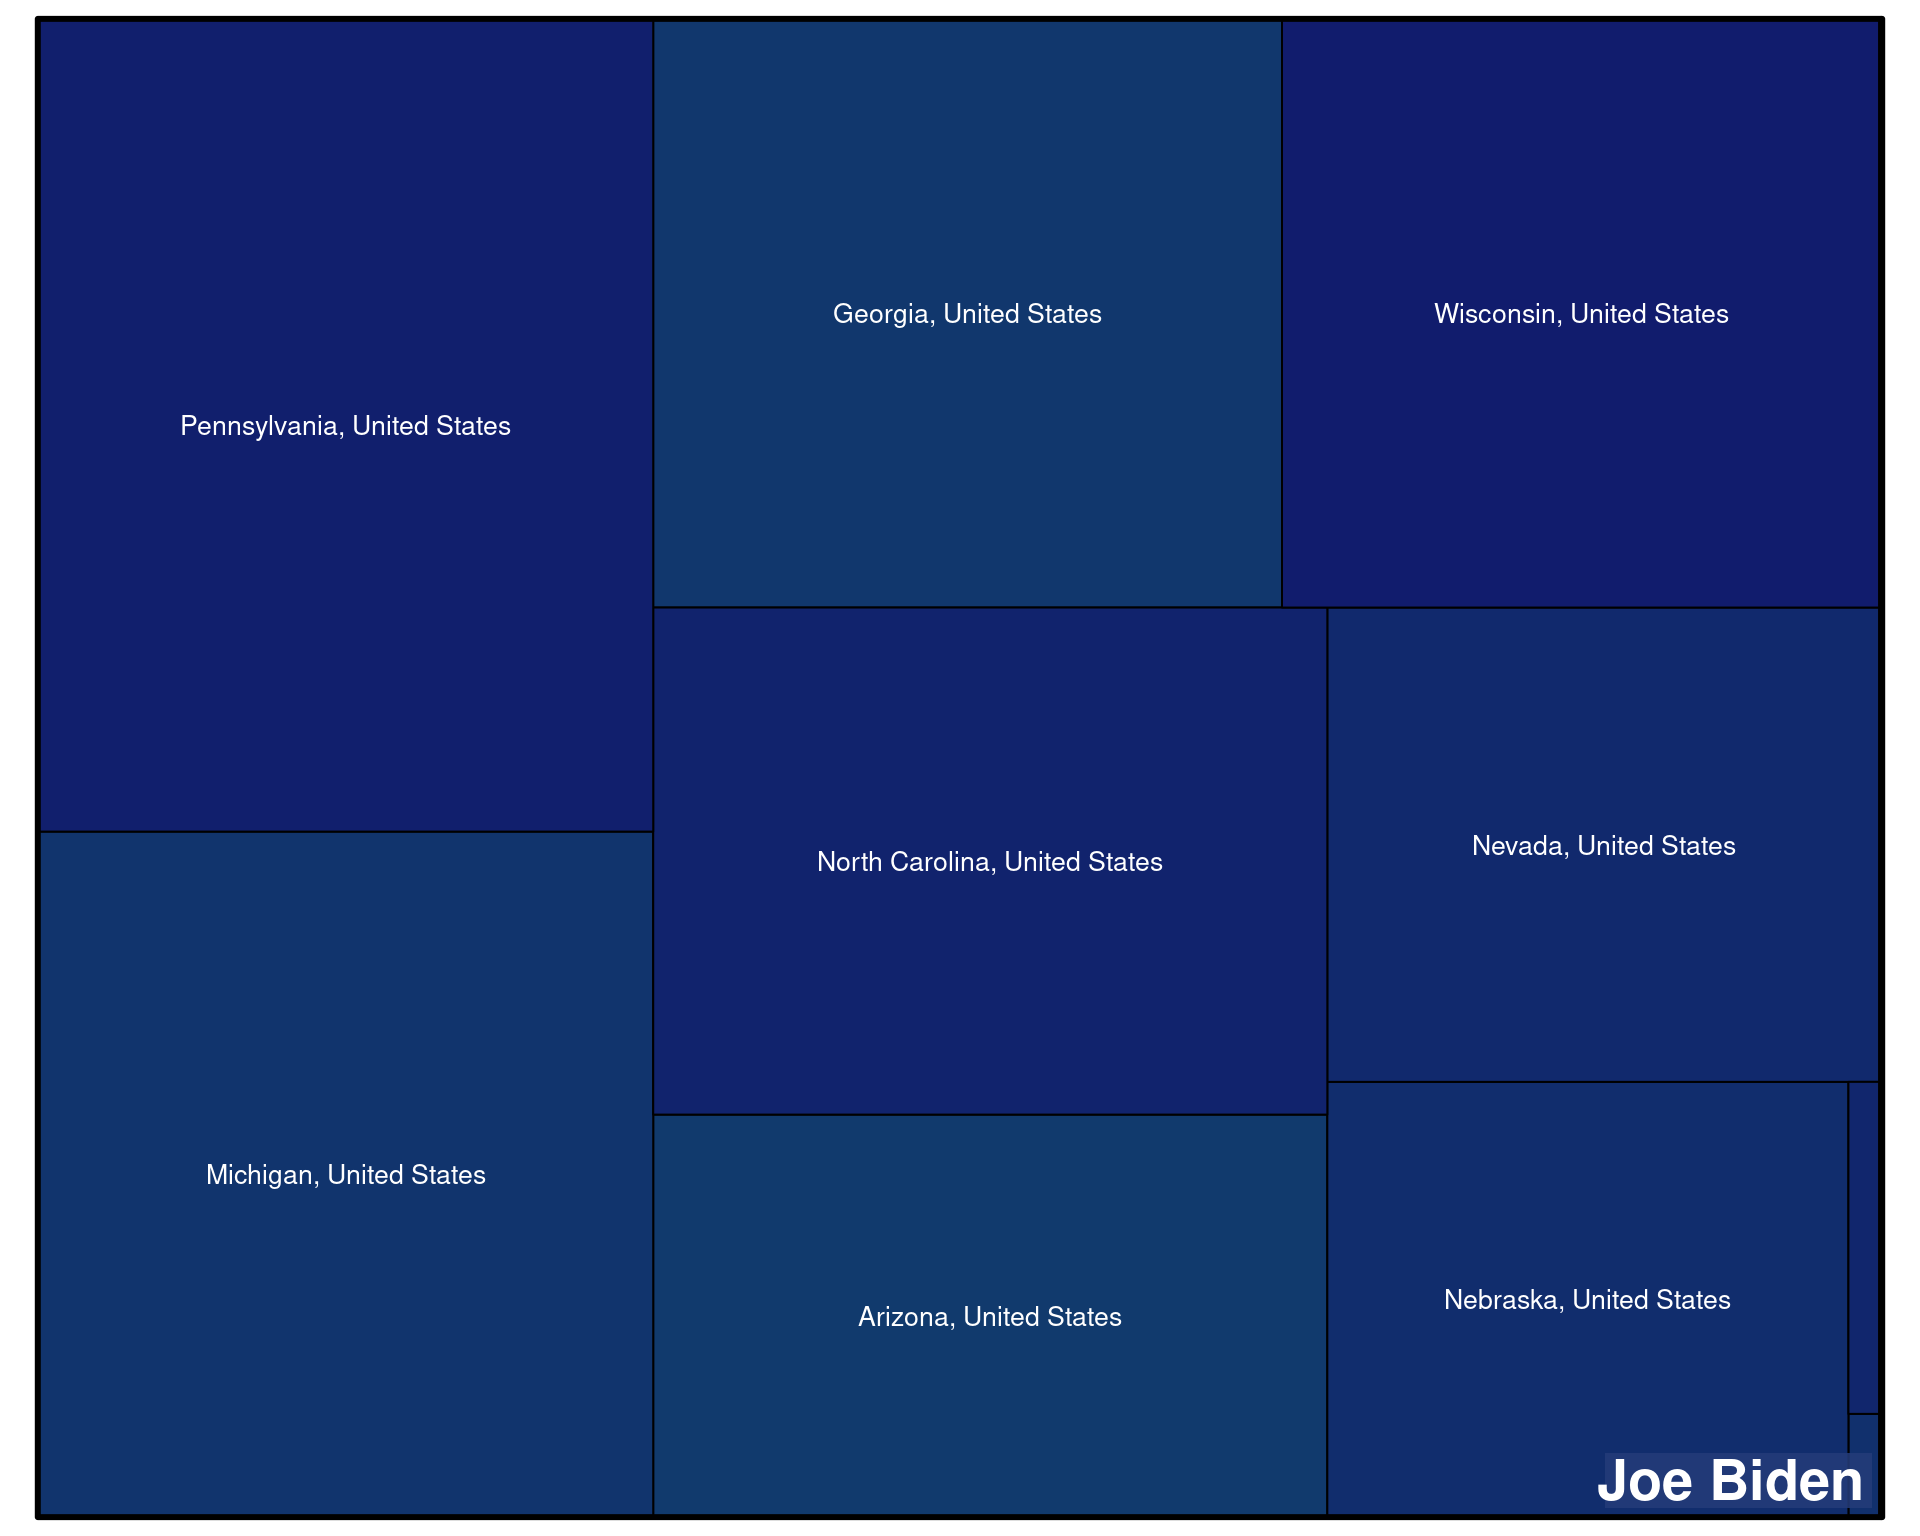 Pennsylvania, United States
Georgia, United States
Wisconsin, United States
North Carolina, United States
Nevada, United States
Michigan, United States
Arizona, United States
Nebraska, United States
Joe Biden